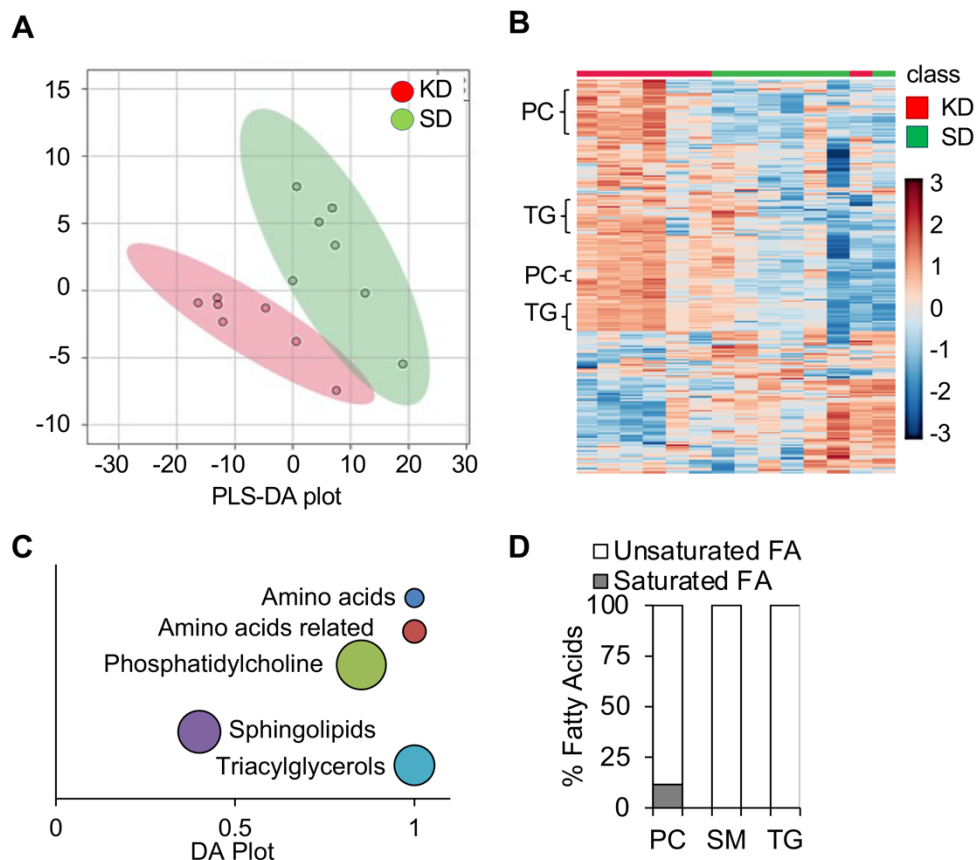 A
KD
SD
15
10
5
0
-5
-10
-30 -20 -10 0 10 20 30
PLS-DA plot
B
class
KD
SD
PC
TG
PC
TG
3
2
1
0
-1
-2
-3
C
Amino acids
Amino acids related
Phosphatidylcholine
Sphingolipids
Triacylglycerols
0 0.5 1
DA Plot
D
Unsaturated FA
Saturated FA
% Fatty Acids
100
75
50
25
0
PC SM TG